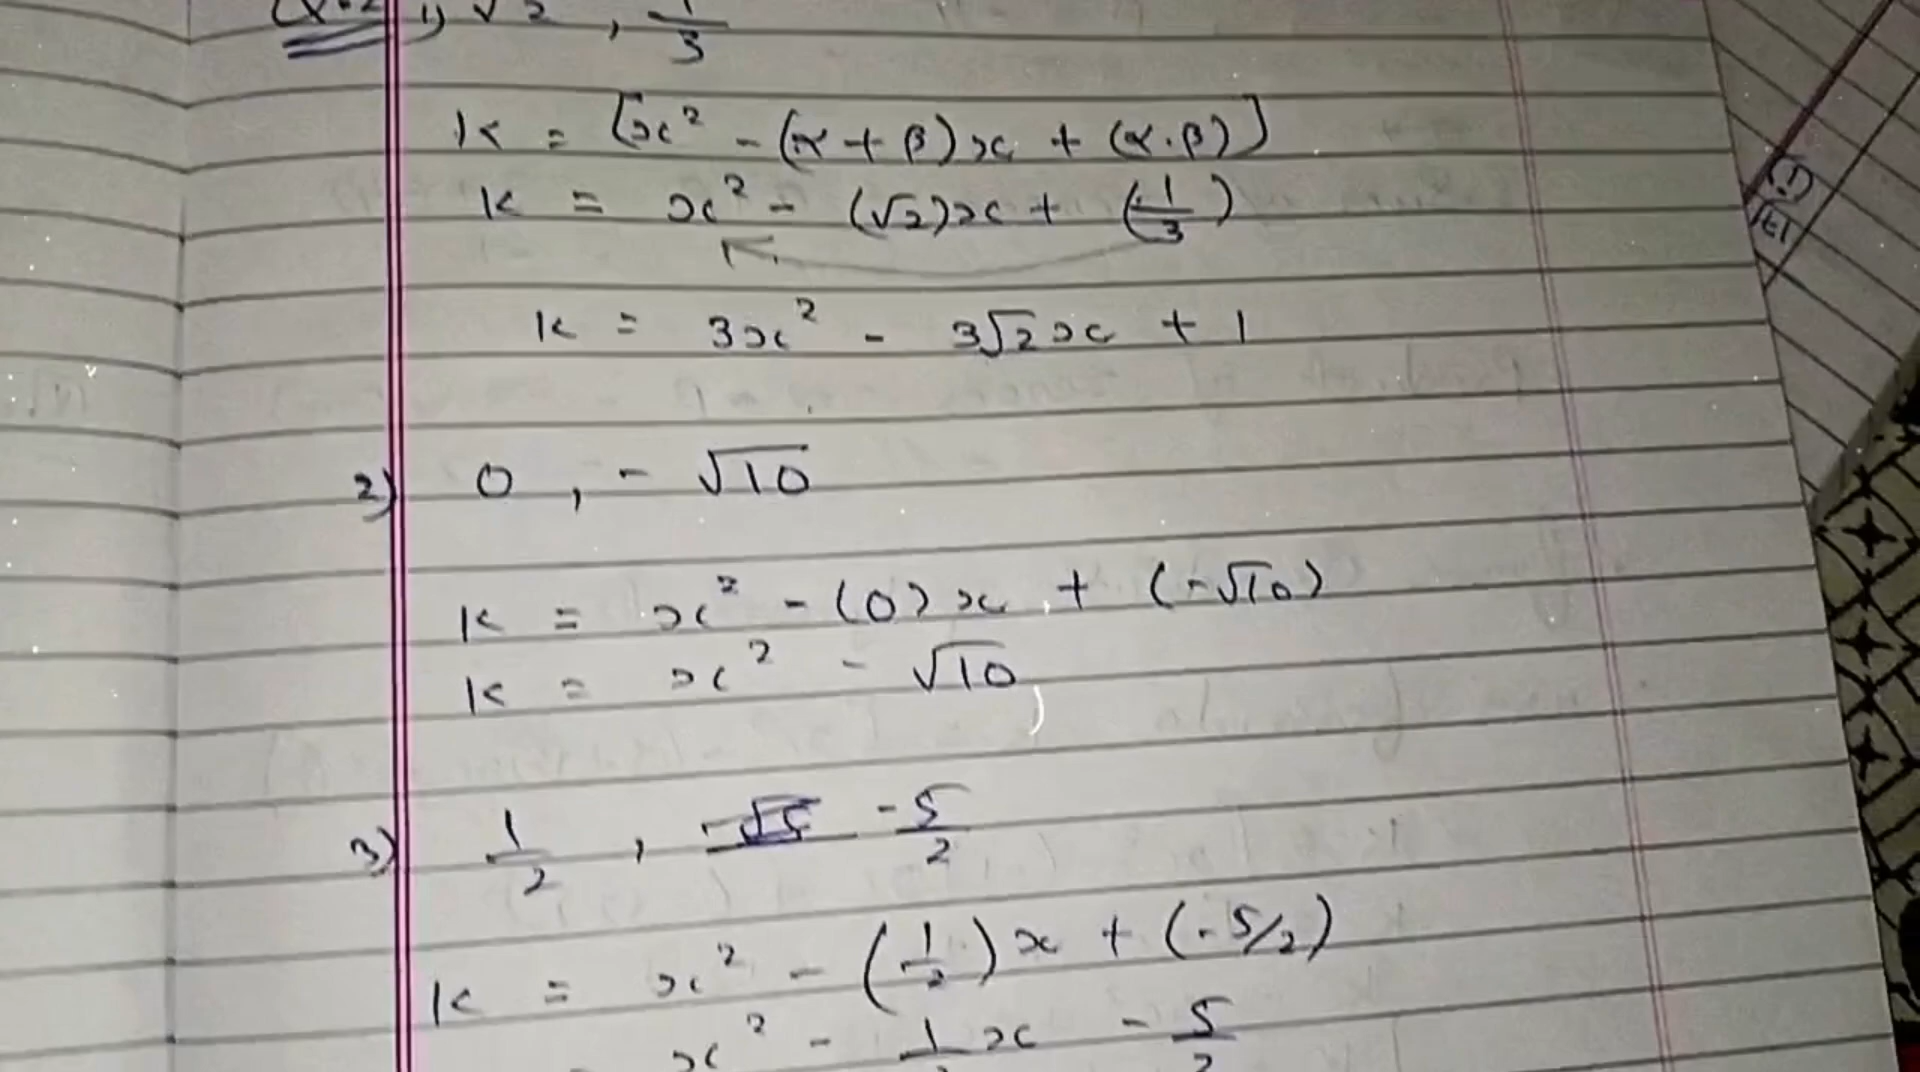 1) √2 , 1/3
K = [x² - (α + β)x + (α.β)]
K = x² - (√2)x + (1/3)
K = 3x² - 3√2x + 1
2) 0 , - √10
K = x² - (0)x + (-√10)
K = x² - √10
3) 1/2 , -5/2
K = x² - (1/2)x + (-5/2)
x² - 1/2x - 5/2